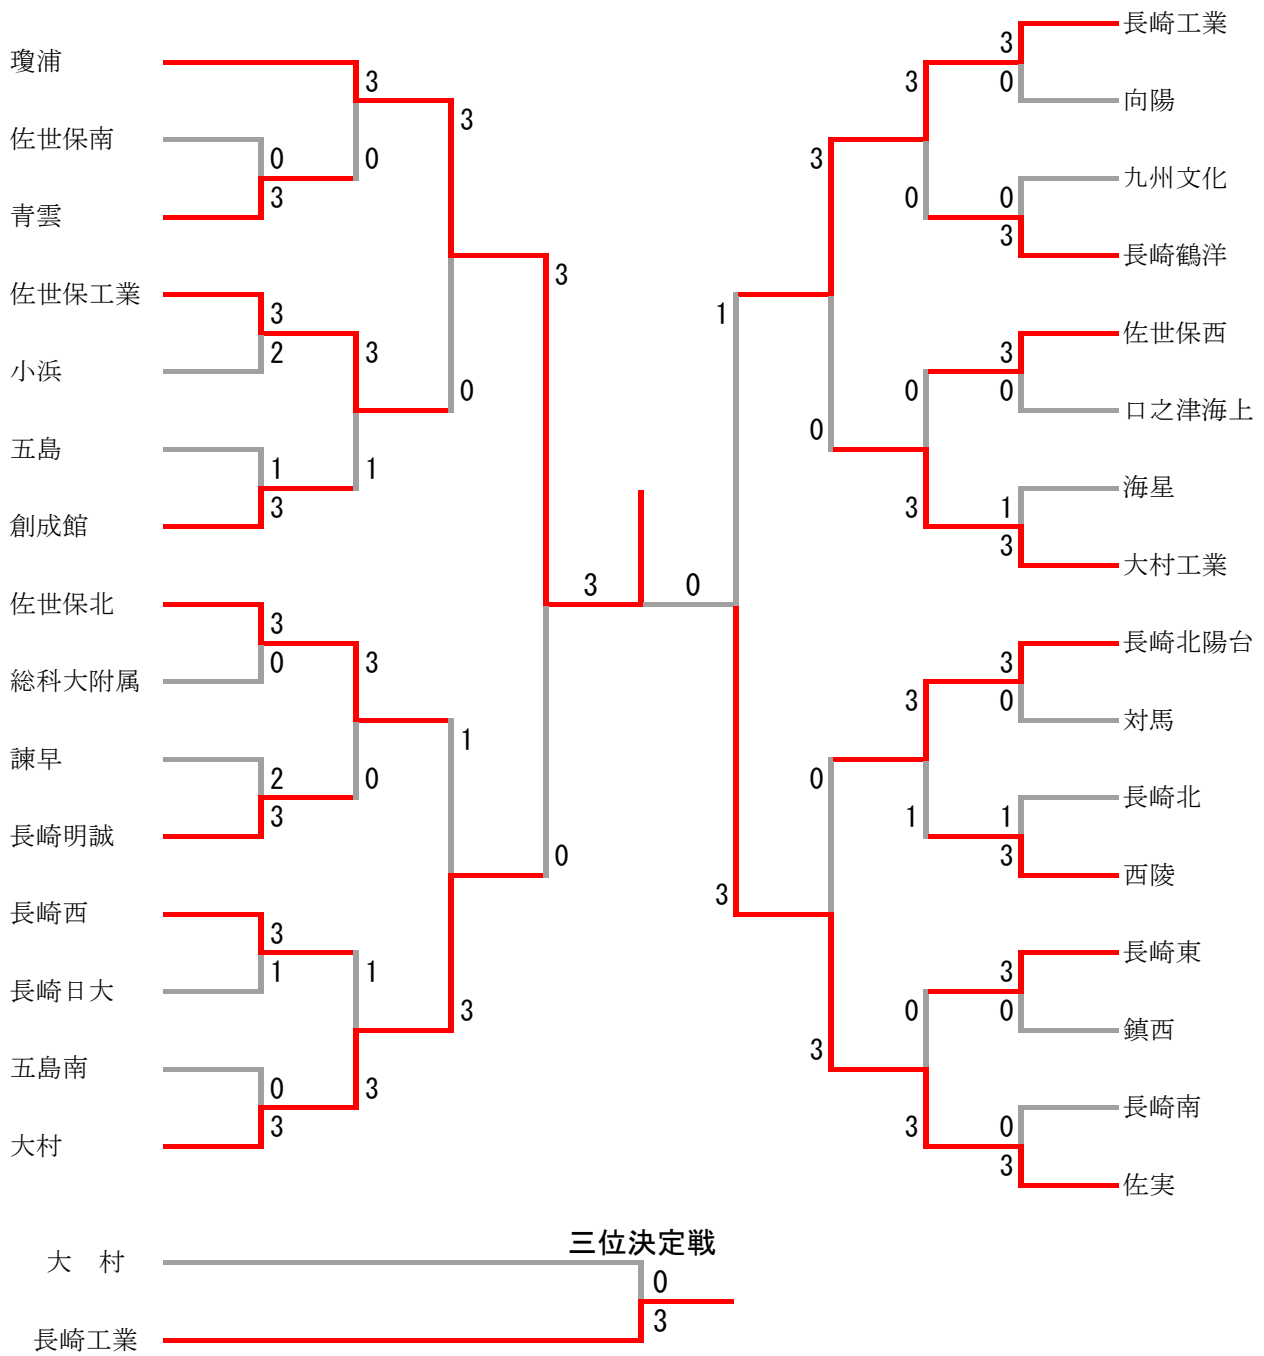 瓊浦
佐世保南
青雲
佐世保工業
小浜
五島
創成館
佐世保北
総科大附属
諫早
長崎明誠
長崎西
長崎日大
五島南
大村
0
3
3
2
1
3
3
0
2
3
3
1
0
3
3
0
3
1
3
0
1
3
3
0
1
3
3
0
3
0
1
3
3
0
0
3
3
0
0
3
3
1
0
3
3
0
0
3
3
0
1
3
3
0
1
3
3
0
0
3
長崎工業
向陽
九州文化
長崎鶴洋
佐世保西
口之津海上
海星
大村工業
長崎北陽台
対馬
長崎北
西陵
長崎東
鎮西
長崎南
佐実
三位決定戦
大 村
0
3
長崎工業